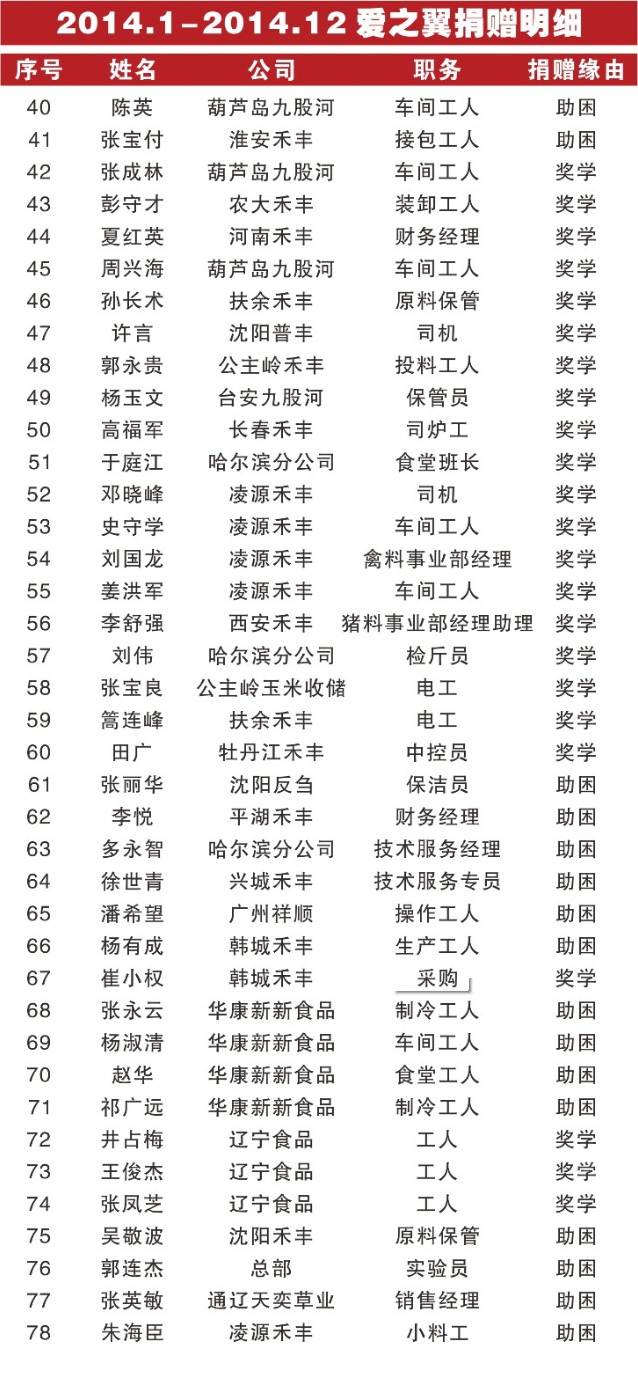 2014.1-2014.12 爱之翼捐赠明细
序号 姓名 公司 职务 捐赠缘由
40 陈英 葫芦岛九股河 车间工人 助困
41 张宝付 淮安禾丰 接包工人 助困
42 张成林 葫芦岛九股河 车间工人 奖学
43 彭守才 农大禾丰 装卸工人 奖学
44 夏红英 河南禾丰 财务经理 奖学
45 周兴海 葫芦岛九股河 车间工人 奖学
46 孙长术 扶余禾丰 原料保管 奖学
47 许言 沈阳普丰 司机 奖学
48 郭永贵 公主岭禾丰 投料工人 奖学
49 杨玉文 台安九股河 保管员 奖学
50 高福军 长春禾丰 司炉工 奖学
51 于庭江 哈尔滨分公司 食堂班长 奖学
52 邓晓峰 凌源禾丰 司机 奖学
53 史守学 凌源禾丰 车间工人 奖学
54 刘国龙 凌源禾丰 禽料事业部经理 奖学
55 姜洪军 凌源禾丰 车间工人 奖学
56 李舒强 西安禾丰 猪料事业部经理助理 奖学
57 刘伟 哈尔滨分公司 检斤员 奖学
58 张宝良 公主岭玉米收储 电工 奖学
59 蒿连峰 扶余禾丰 电工 奖学
60 田广 牡丹江禾丰 中控员 奖学
61 张丽华 沈阳反刍 保洁员 助困
62 李悦 平湖禾丰 财务经理 助困
63 多永智 哈尔滨分公司 技术服务经理 助困
64 徐世青 兴城禾丰 技术服务专员 助困
65 潘希望 广州祥顺 操作工人 助困
66 杨有成 韩城禾丰 生产工人 助困
67 崔小权 韩城禾丰 采购 奖学
68 张永云 华康新新食品 制冷工人 助困
69 杨淑清 华康新新食品 车间工人 助困
70 赵华 华康新新食品 食堂工人 助困
71 祁广远 华康新新食品 制冷工人 助困
72 井占梅 辽宁食品 工人 奖学
73 王俊杰 辽宁食品 工人 奖学
74 张凤芝 辽宁食品 工人 奖学
75 吴敬波 沈阳禾丰 原料保管 助困
76 郭连杰 总部 实验员 助困
77 张英敏 通辽天奕草业 销售经理 助困
78 朱海臣 凌源禾丰 小料工 助困